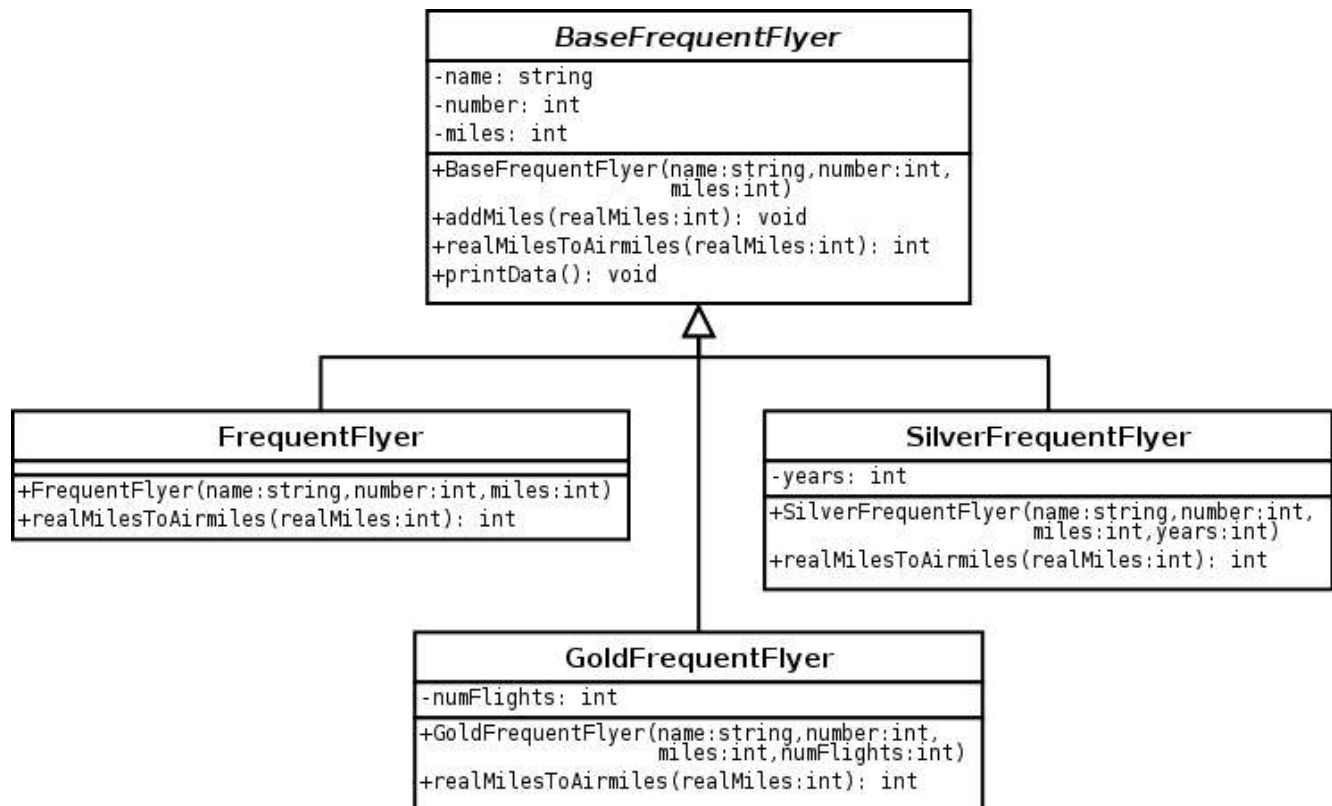 BaseFrequentFlyer
-name: string
-number: int
-miles: int
+BaseFrequentFlyer(name:string,number:int,
miles:int)
+addMiles(realMiles:int): void
+realMilesToAirmiles(realMiles:int): int
+printData(): void
FrequentFlyer
+FrequentFlyer(name:string,number:int,miles:int)
+realMilesToAirmiles(realMiles:int): int
SilverFrequentFlyer
-years: int
+SilverFrequentFlyer(name:string,number:int,
miles:int,years:int)
+realMilesToAirmiles(realMiles:int): int
GoldFrequentFlyer
-numFlights: int
+GoldFrequentFlyer(name:string,number:int,
miles:int,numFlights:int)
+realMilesToAirmiles(realMiles:int): int